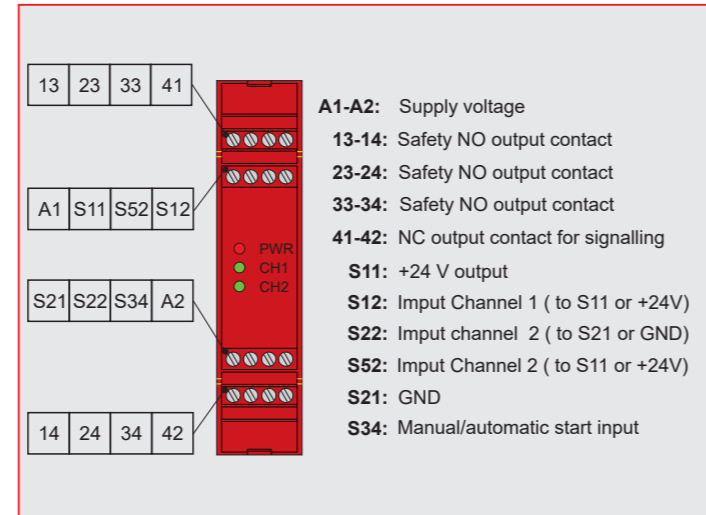 13 23 33 41
A1 S11 S52 S12
S21 S22 S34 A2
14 24 34 42
PWR
CH1
CH2
A1-A2: Supply voltage
13-14: Safety NO output contact
23-24: Safety NO output contact
33-34: Safety NO output contact
41-42: NC output contact for signalling
S11: +24 V output
S12: Imput Channel 1 ( to S11 or +24V)
S22: Imput channel 2 ( to S21 or GND)
S52: Imput Channel 2 ( to S11 or +24V)
S21: GND
S34: Manual/automatic start input